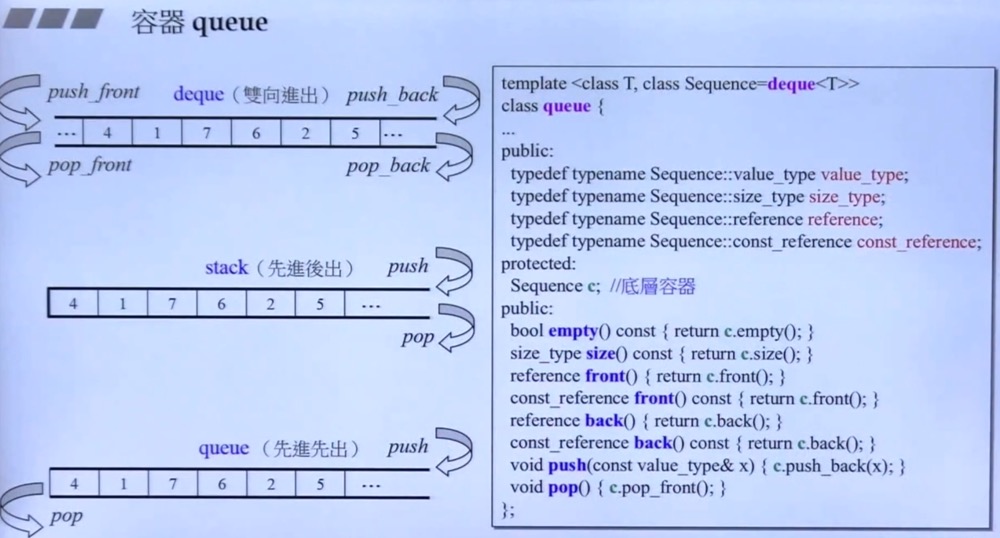 容器 queue
push_front deque（雙向進出） push_back
... 4 1 7 6 2 5 ...
pop_front pop_back
stack（先進後出） push
4 1 7 6 2 5 ...
pop
queue （先進先出） push
4 1 7 6 2 5 ...
pop
template <class T, class Sequence=deque<T>>
class queue {
...
public:
typedef typename Sequence::value_type value_type;
typedef typename Sequence::size_type size_type;
typedef typename Sequence::reference reference;
typedef typename Sequence::const_reference const_reference;
protected:
Sequence c; //底層容器
public:
bool empty() const { return c.empty(); }
size_type size() const { return c.size(); }
reference front() { return c.front(); }
const_reference front() const { return c.front(); }
reference back() { return c.back(); }
const_reference back() const { return c.back(); }
void push(const value_type& x) { c.push_back(x); }
void pop() { c.pop_front(); }
};